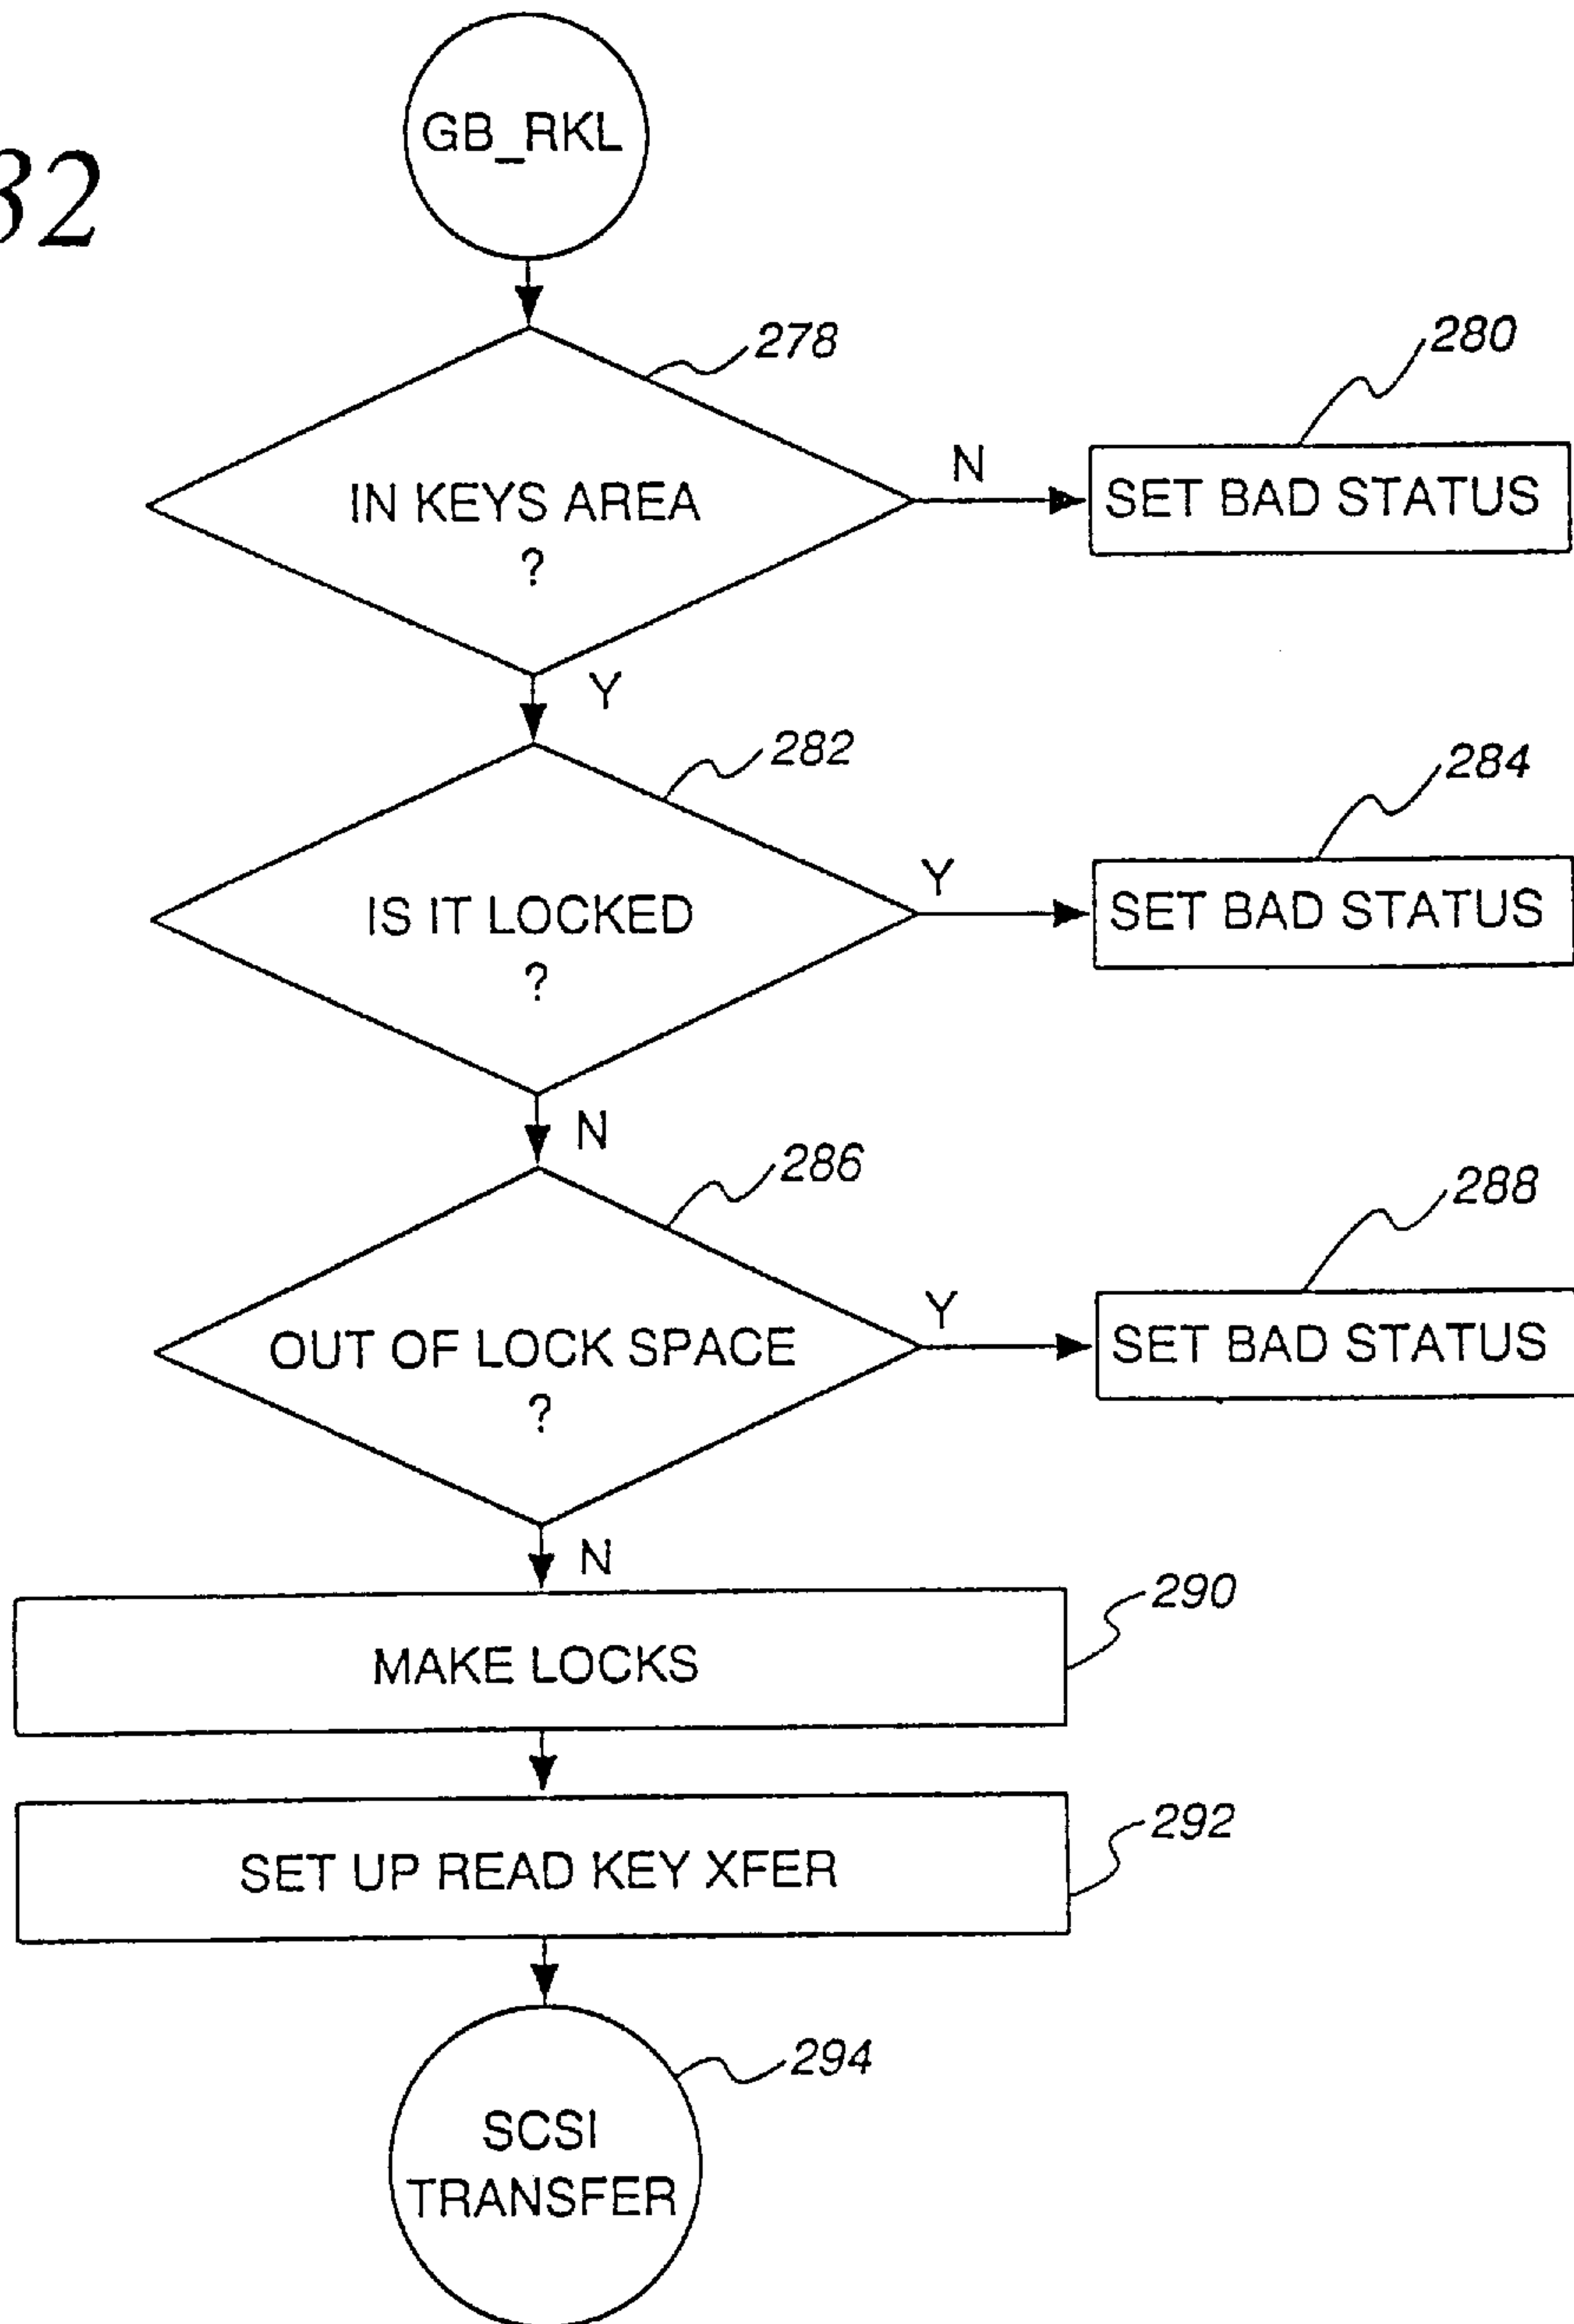 32
GB_RKL
278
280
IN KEYS AREA
?
N
SET BAD STATUS
Y
282
284
IS IT LOCKED
?
Y
SET BAD STATUS
N
286
288
OUT OF LOCK SPACE
?
Y
SET BAD STATUS
N
290
MAKE LOCKS
292
SET UP READ KEY XFER
294
SCSI
TRANSFER